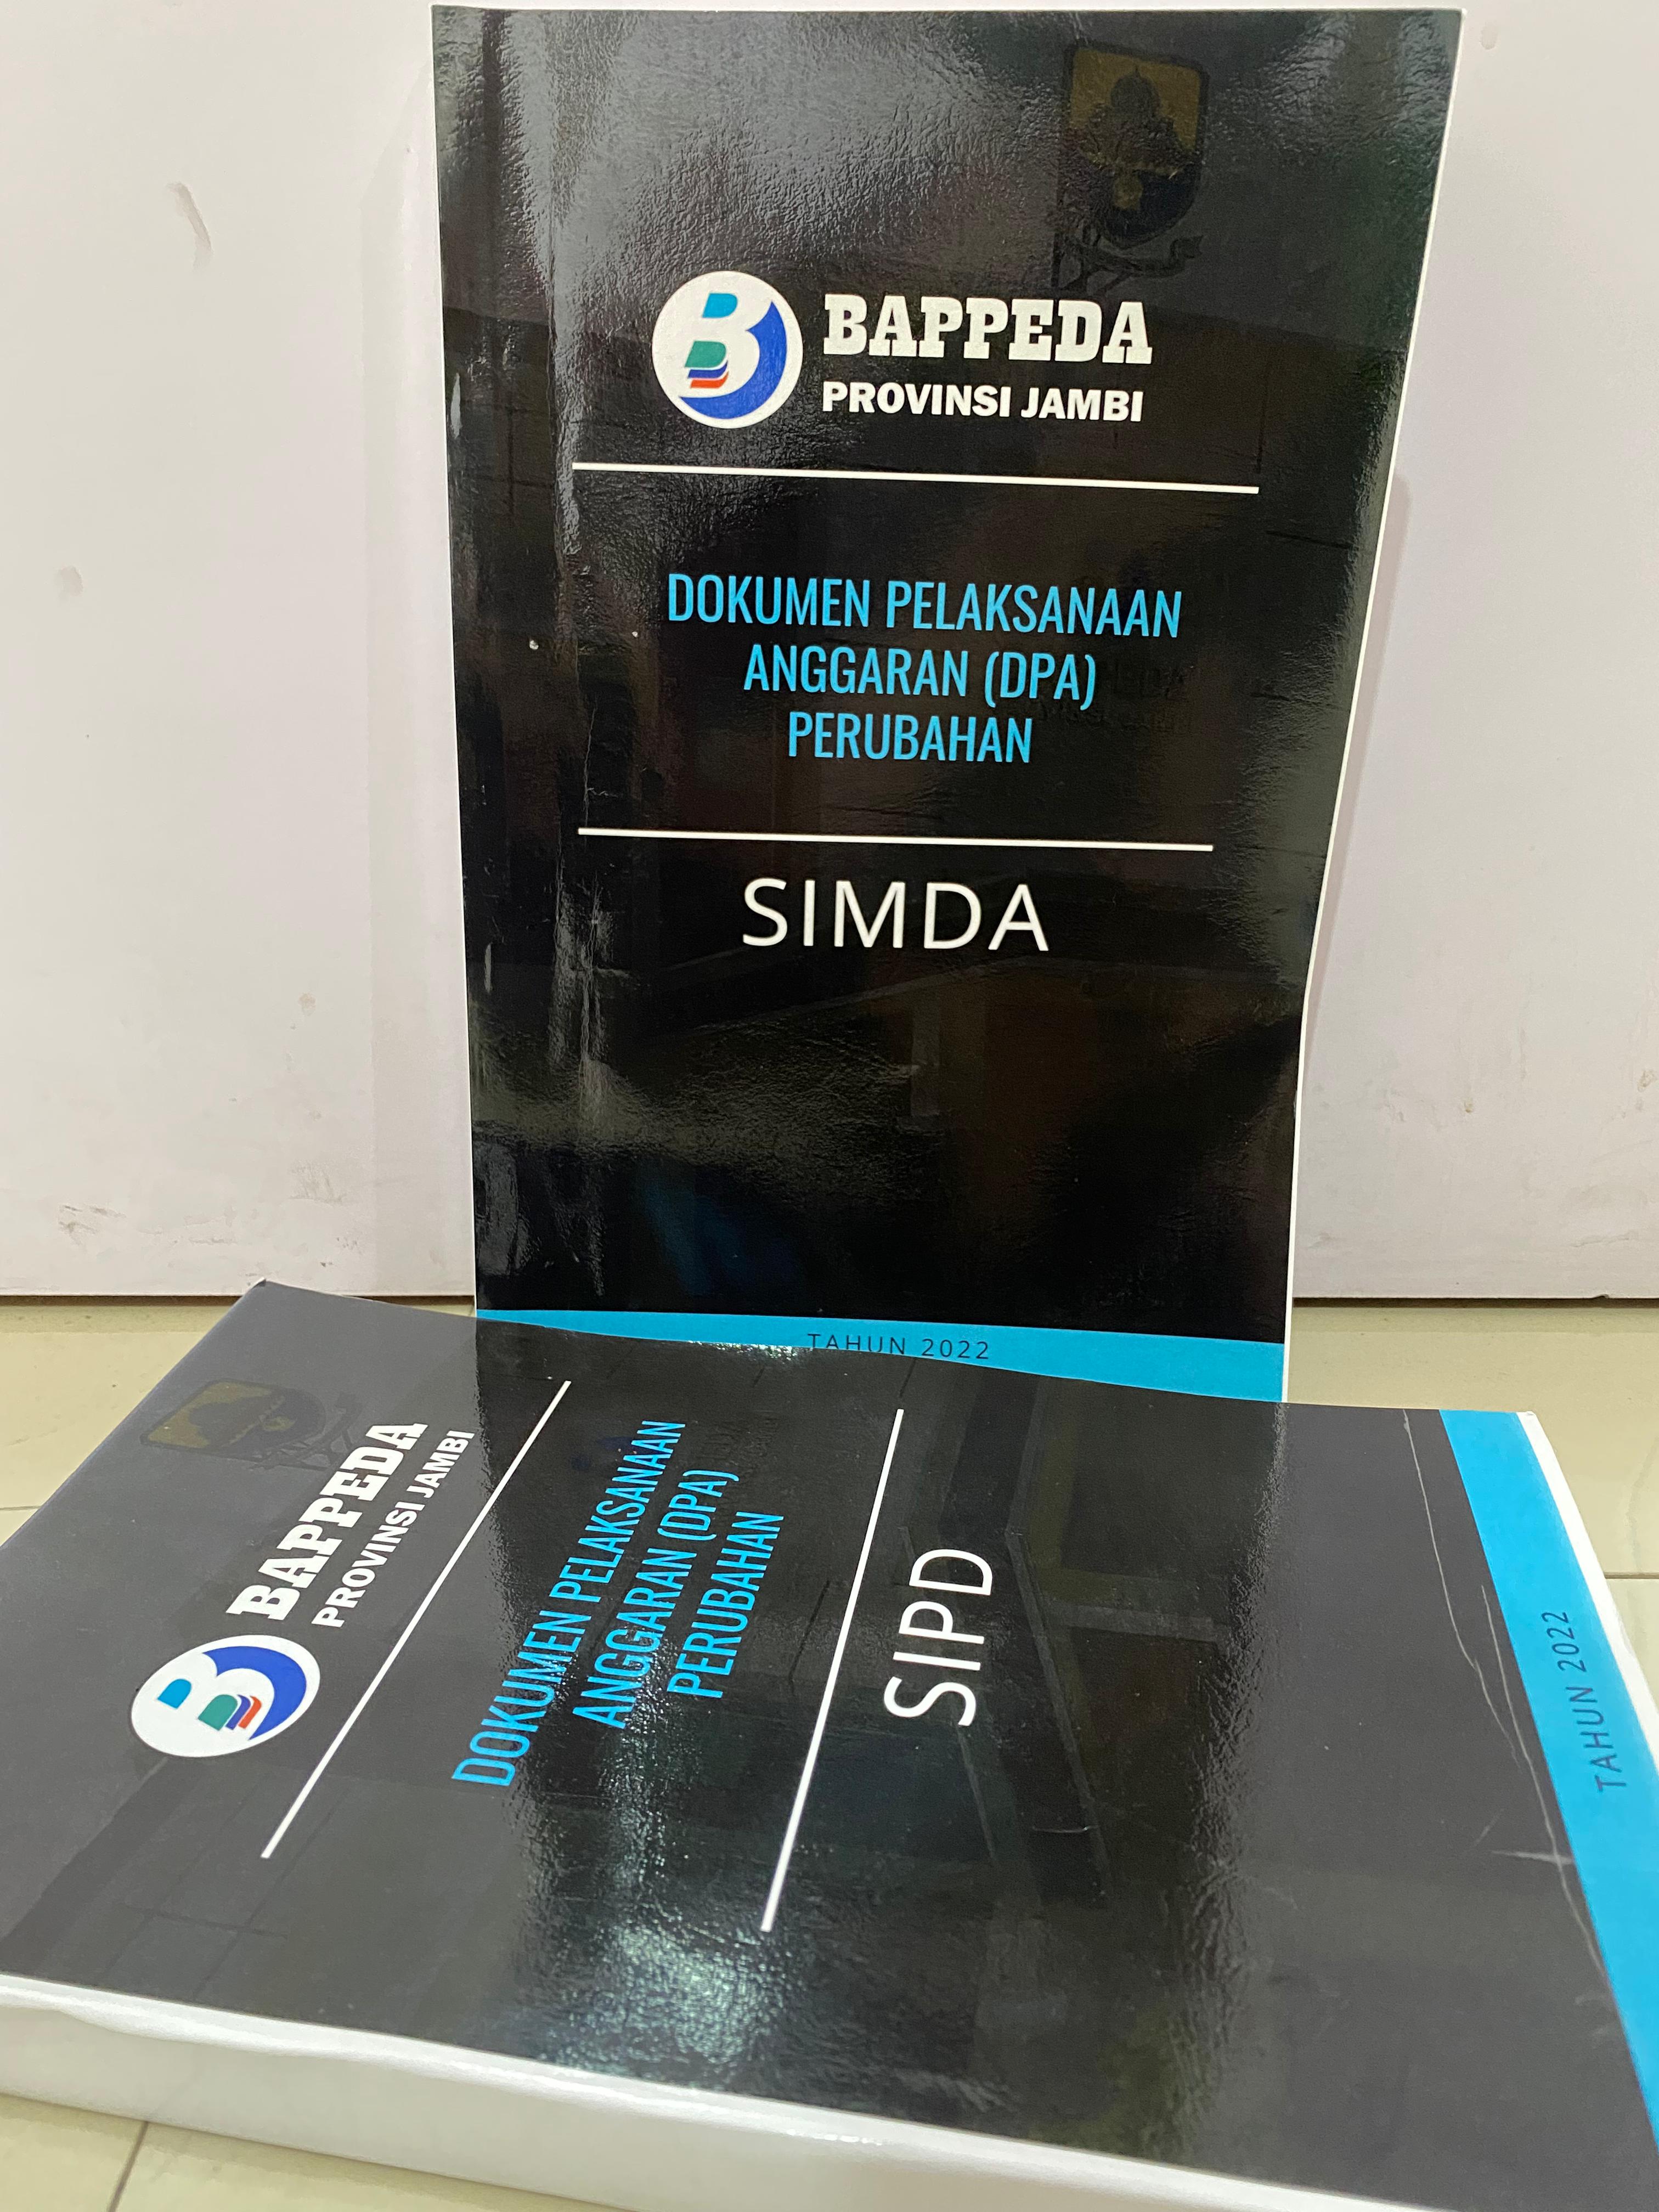 BAPPEDA
PROVINSI JAMBI
DOKUMEN PELAKSANAAN
ANGGARAN (DPA)
PERUBAHAN
SIMDA
TAHUN 2022
BAPPEDA
PROVINSI JAMBI
DOKUMEN PELAKSANAAN
ANGGARAN (DPA)
PERUBAHAN
SIPD
TAHUN 2022